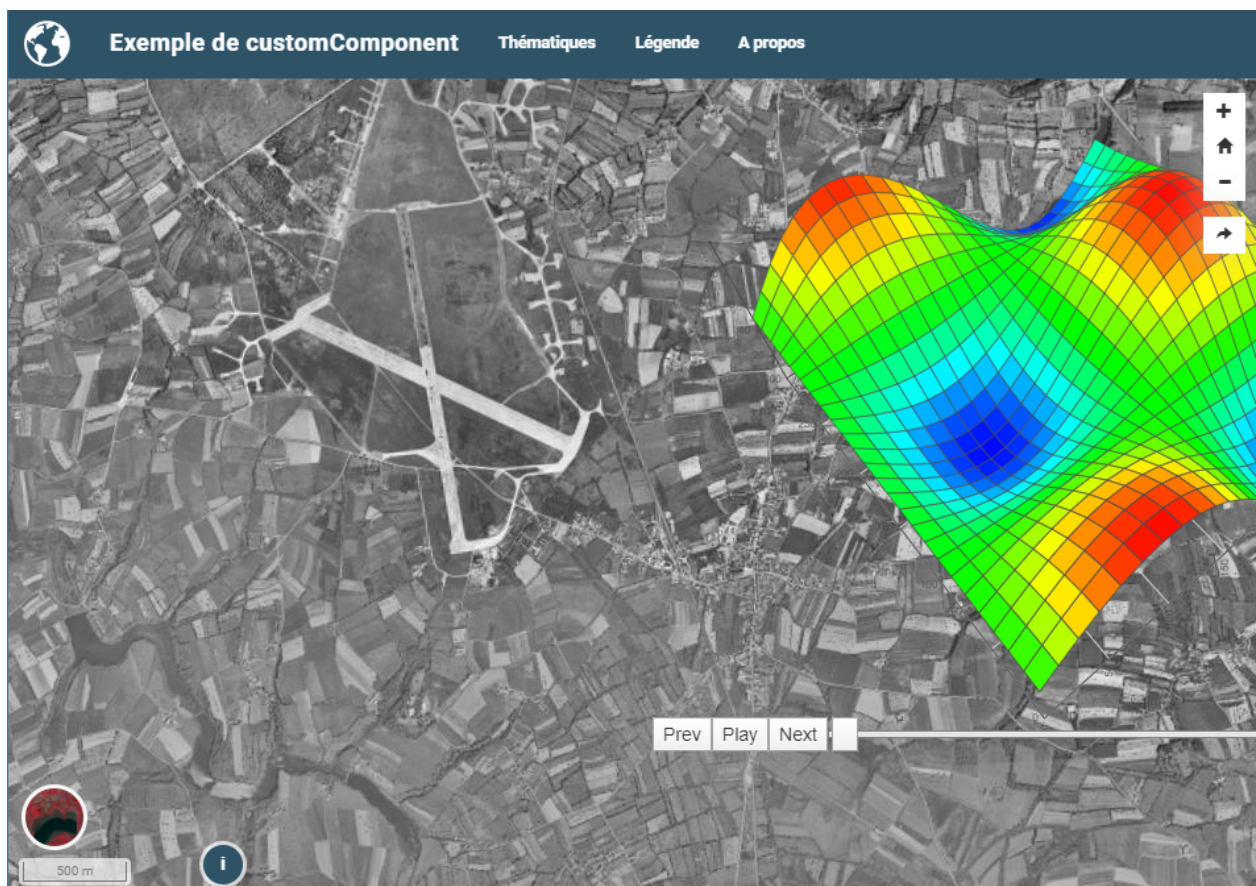 Exemple de customComponent Thématiques Légende A propos
+
-
Prev Play Next
i
500 m